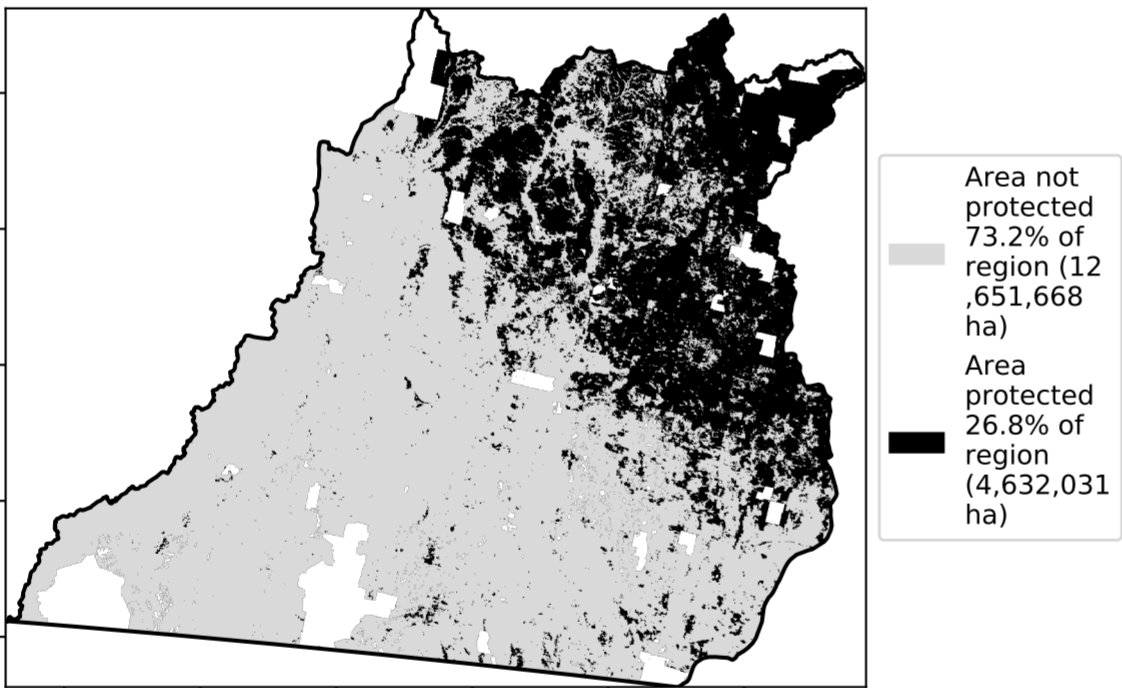 Area not
protected
73.2% of
region (12
,651,668
ha)
Area
protected
26.8% of
region
(4,632,031
ha)